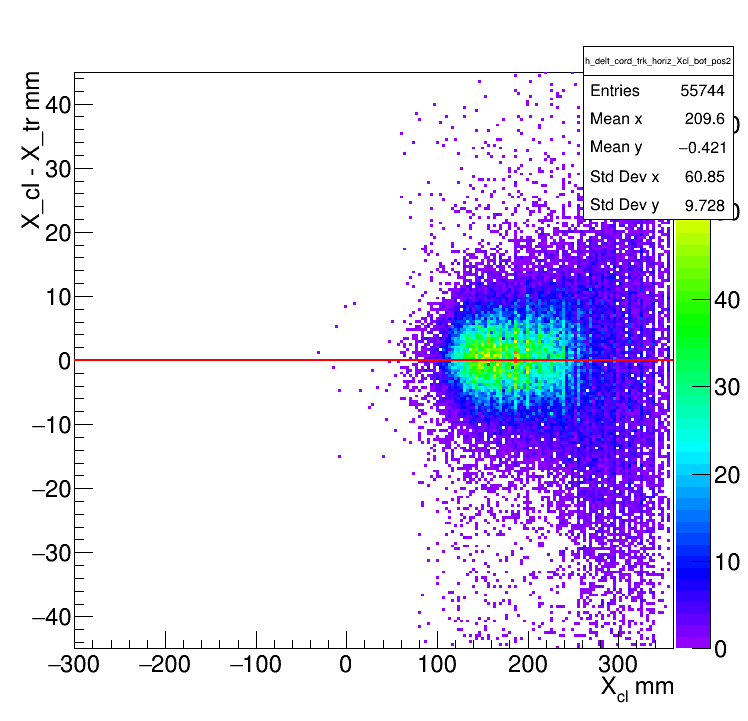 h_delt_cord_trk_horiz_Xcl_bot_pos2
Entries 55744
Mean x 209.6
Mean y −0.421
Std Dev x 60.85
Std Dev y 9.728
X_cl - X_tr mm
40
30
20
10
0
−10
−20
−30
−40
−300 −200 −100 0 100 200 300
X_cl mm
40
30
20
10
0